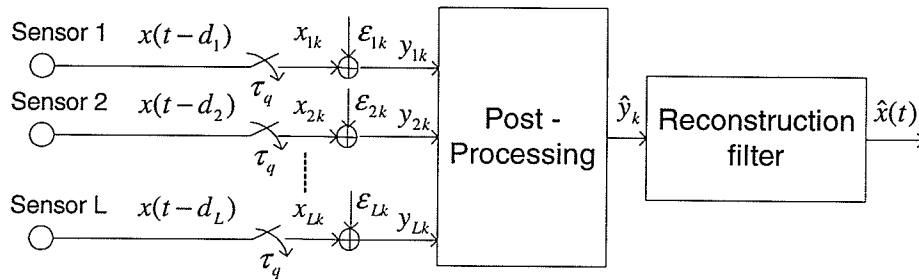 Sensor 1 x(t − d₁) x₁ₖ ε₁ₖ y₁ₖ
τ_q
Sensor 2 x(t − d₂) x₂ₖ ε₂ₖ y₂ₖ
τ_q
Sensor L x(t − d_L) x_Lk ε_Lk y_Lk
τ_q
Post -
Processing
ŷₖ
Reconstruction
filter
x̂(t)